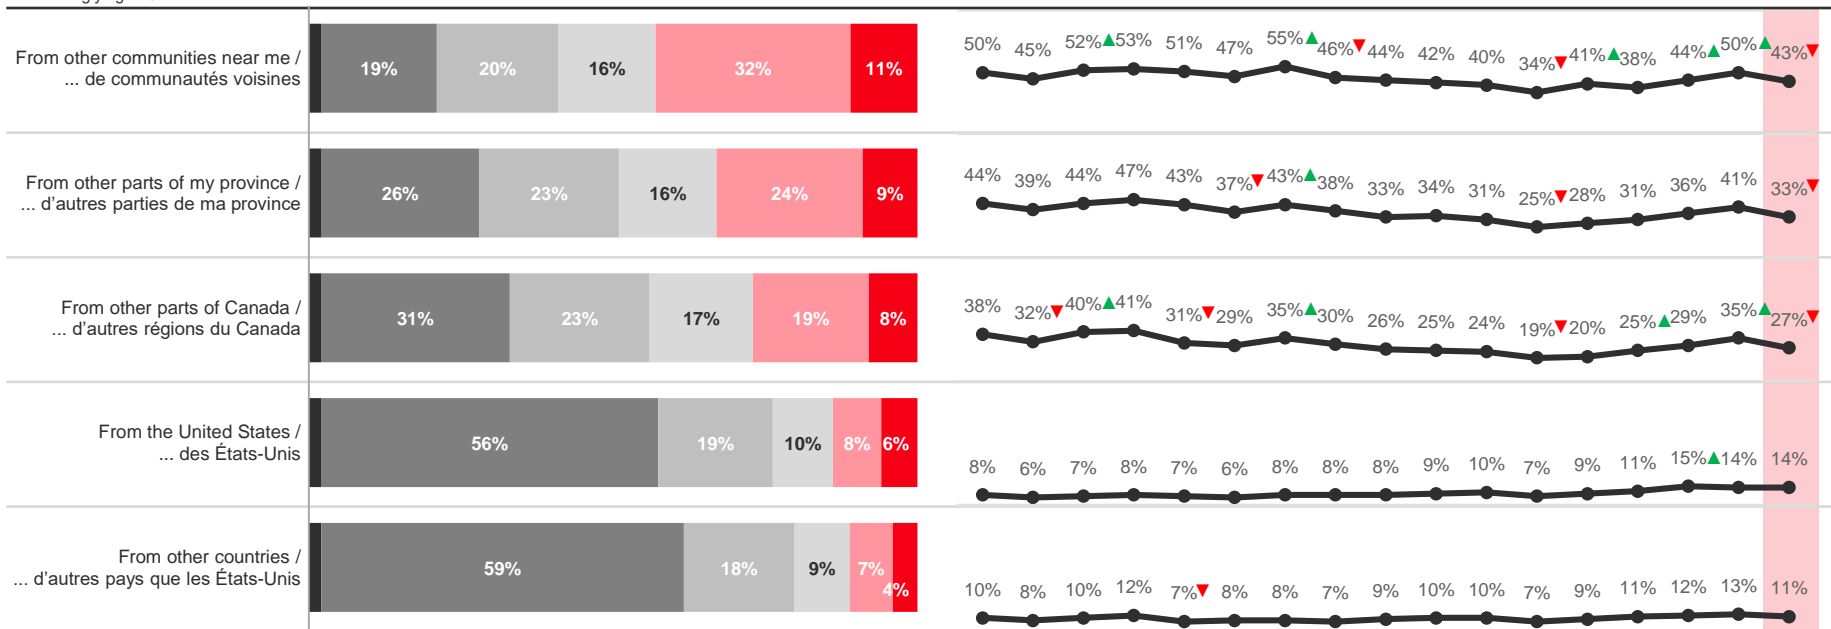 From other communities near me /
... de communautés voisines
19% 20% 16% 32% 11%
50% 45% 52% 53% 51% 47% 55% 46% 44% 42% 40% 34% 41% 38% 44% 50% 43%
From other parts of my province /
... d'autres parties de ma province
26% 23% 16% 24% 9%
44% 39% 44% 47% 43% 37% 43% 38% 33% 34% 31% 25% 28% 31% 36% 41% 33%
From other parts of Canada /
... d'autres régions du Canada
31% 23% 17% 19% 8%
38% 32% 40% 41% 31% 29% 35% 30% 26% 25% 24% 19% 20% 25% 29% 35% 27%
From the United States /
... des États-Unis
56% 19% 10% 8% 6%
8% 6% 7% 8% 7% 6% 8% 8% 8% 9% 10% 7% 9% 11% 15% 14% 14%
From other countries /
... d'autres pays que les États-Unis
59% 18% 9% 7% 4%
10% 8% 10% 12% 7% 8% 8% 7% 9% 10% 10% 7% 9% 11% 12% 13% 11%